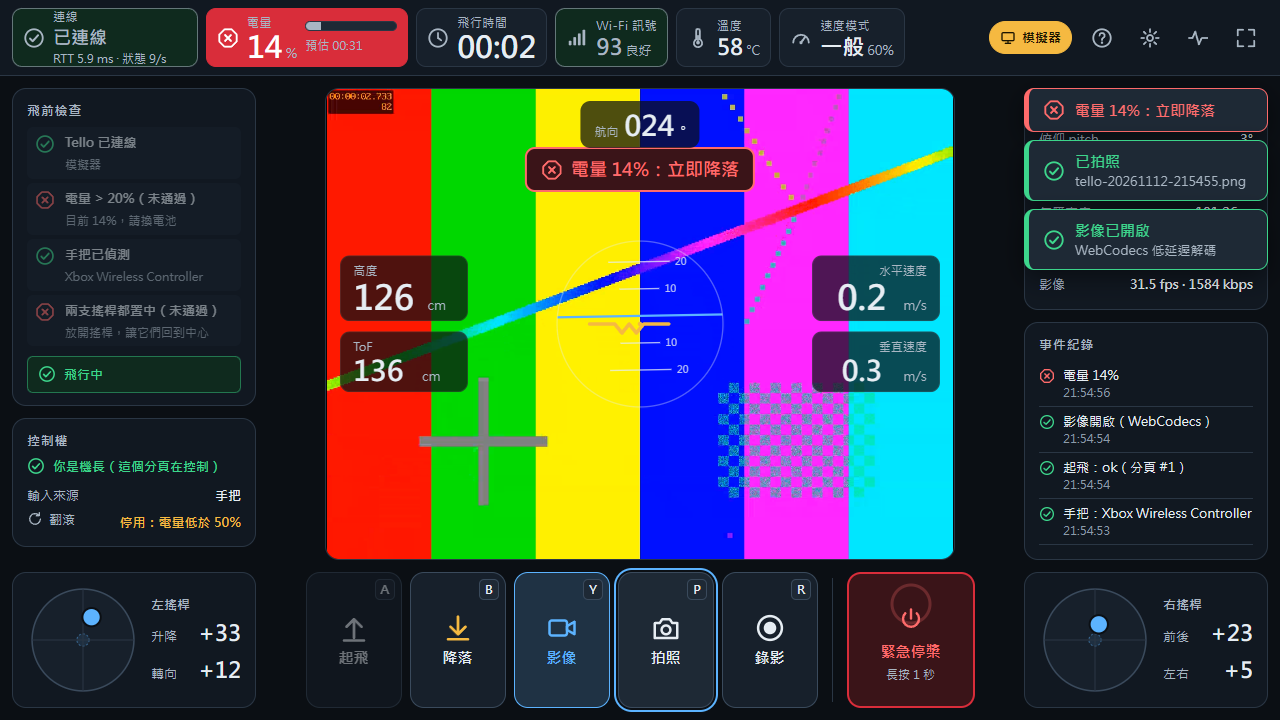 連線
已連線
RTT 5.9 ms · 狀態 9/s
電量
14 %
預估 00:31
飛行時間
00:02
Wi-Fi 訊號
93 良好
溫度
58 °C
速度模式
一般 60%
模擬器
飛前檢查
Tello 已連線
模擬器
電量 > 20%（未通過）
目前 14%，請換電池
手把已偵測
Xbox Wireless Controller
兩支搖桿都置中（未通過）
放開搖桿，讓它們回到中心
飛行中
控制權
你是機長（這個分頁在控制）
輸入來源
手把
翻滾
停用：電量低於 50%
00:00:02.733
82
航向 024 °
電量 14%：立即降落
高度
126 cm
ToF
136 cm
20
10
10
20
水平速度
0.2 m/s
垂直速度
0.3 m/s
電量 14%：立即降落
俯仰 pitch
3°
已拍照
tello-20261112-215455.png
影像已開啟
WebCodecs 低延遲解碼
影像
31.5 fps · 1584 kbps
事件紀錄
電量 14%
21:54:56
影像開啟（WebCodecs）
21:54:54
起飛：ok（分頁 #1）
21:54:54
手把：Xbox Wireless Controller
21:54:53
左搖桿
升降 +33
轉向 +12
A
起飛
B
降落
Y
影像
P
拍照
R
錄影
緊急停槳
長按 1 秒
右搖桿
前後 +23
左右 +5